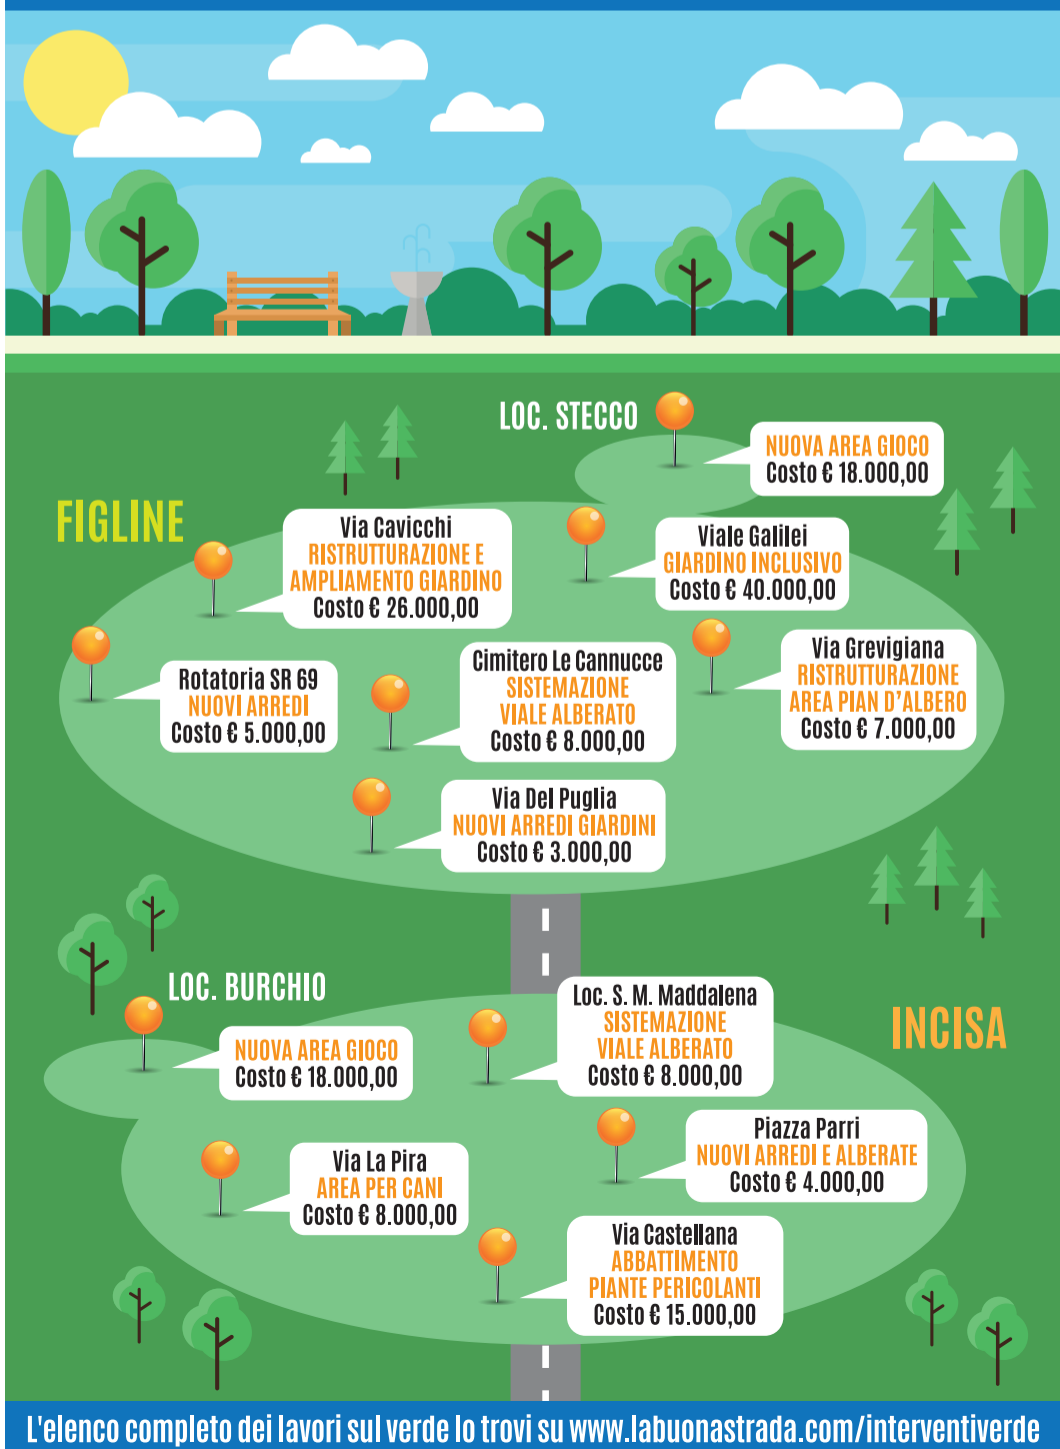 LOC. STECCO
NUOVA AREA GIOCO
Costo € 18.000,00
FIGLINE
Via Cavicchi
RISTRUTTURAZIONE E
AMPLIAMENTO GIARDINO
Costo € 26.000,00
Viale Galilei
GIARDINO INCLUSIVO
Costo € 40.000,00
Rotatoria SR 69
NUOVI ARREDI
Costo € 5.000,00
Cimitero Le Cannucce
SISTEMAZIONE
VIALE ALBERATO
Costo € 8.000,00
Via Grevigiana
RISTRUTTURAZIONE
AREA PIAN D'ALBERO
Costo € 7.000,00
Via Del Puglia
NUOVI ARREDI GIARDINI
Costo € 3.000,00
LOC. BURCHIO
NUOVA AREA GIOCO
Costo € 18.000,00
Loc. S. M. Maddalena
SISTEMAZIONE
VIALE ALBERATO
Costo € 8.000,00
INCISA
Piazza Parri
NUOVI ARREDI E ALBERATE
Costo € 4.000,00
Via La Pira
AREA PER CANI
Costo € 8.000,00
Via Castellana
ABBATTIMENTO
PIANTE PERICOLANTI
Costo € 15.000,00
L'elenco completo dei lavori sul verde lo trovi su www.labuonastrada.com/interventiverde